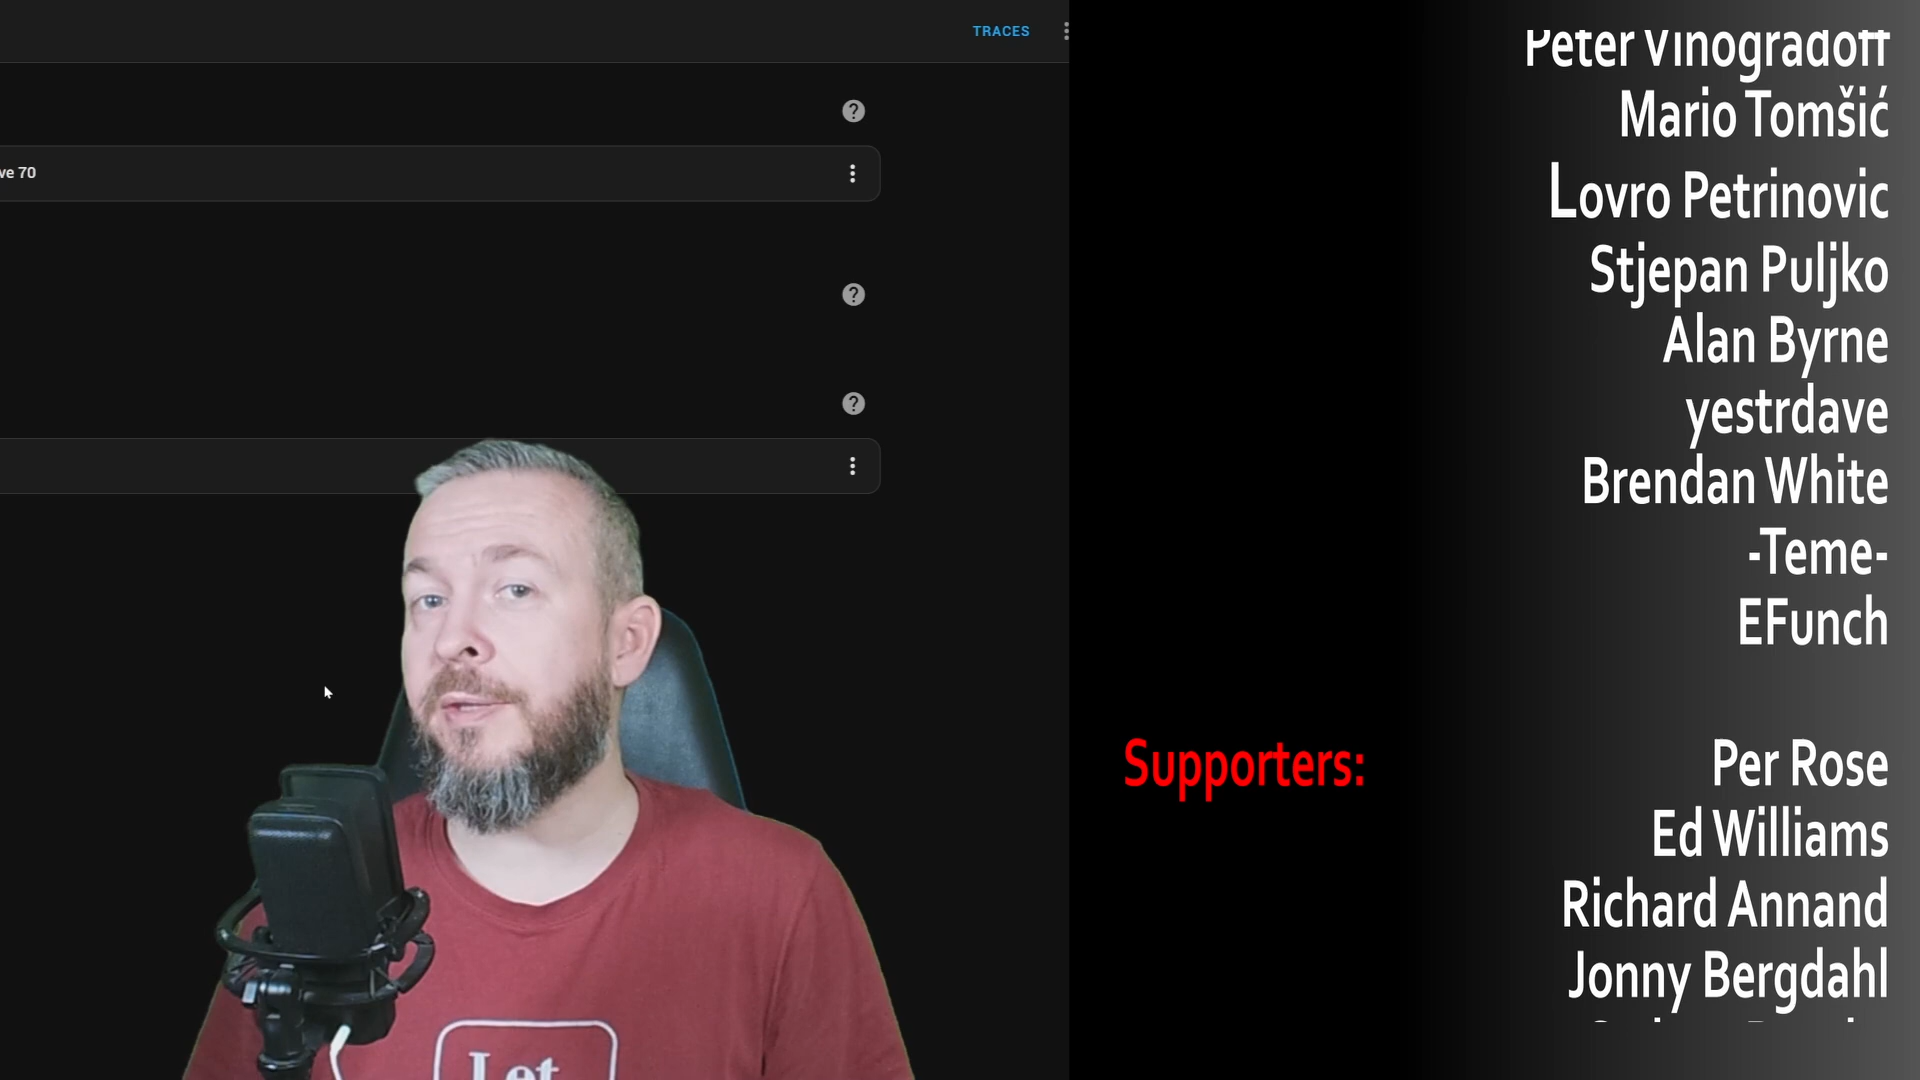 TRACES
ve 70
Let
Peter Vinogradoff
Mario Tomšić
Lovro Petrinovic
Stjepan Puljko
Alan Byrne
yestrdave
Brendan White
-Teme-
EFunch
Supporters:
Per Rose
Ed Williams
Richard Annand
Jonny Bergdahl